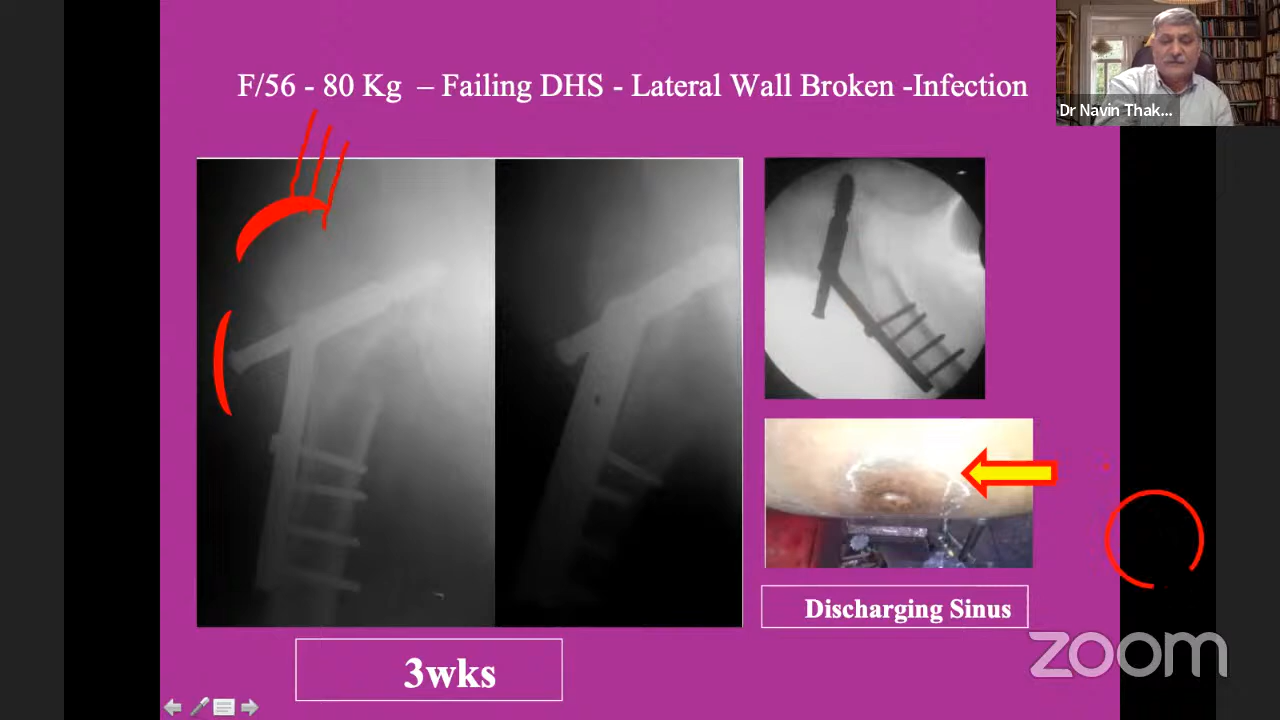 F/56 - 80 Kg – Failing DHS - Lateral Wall Broken -Infection
Dr Navin Thak...
Discharging Sinus
3wks
zoom